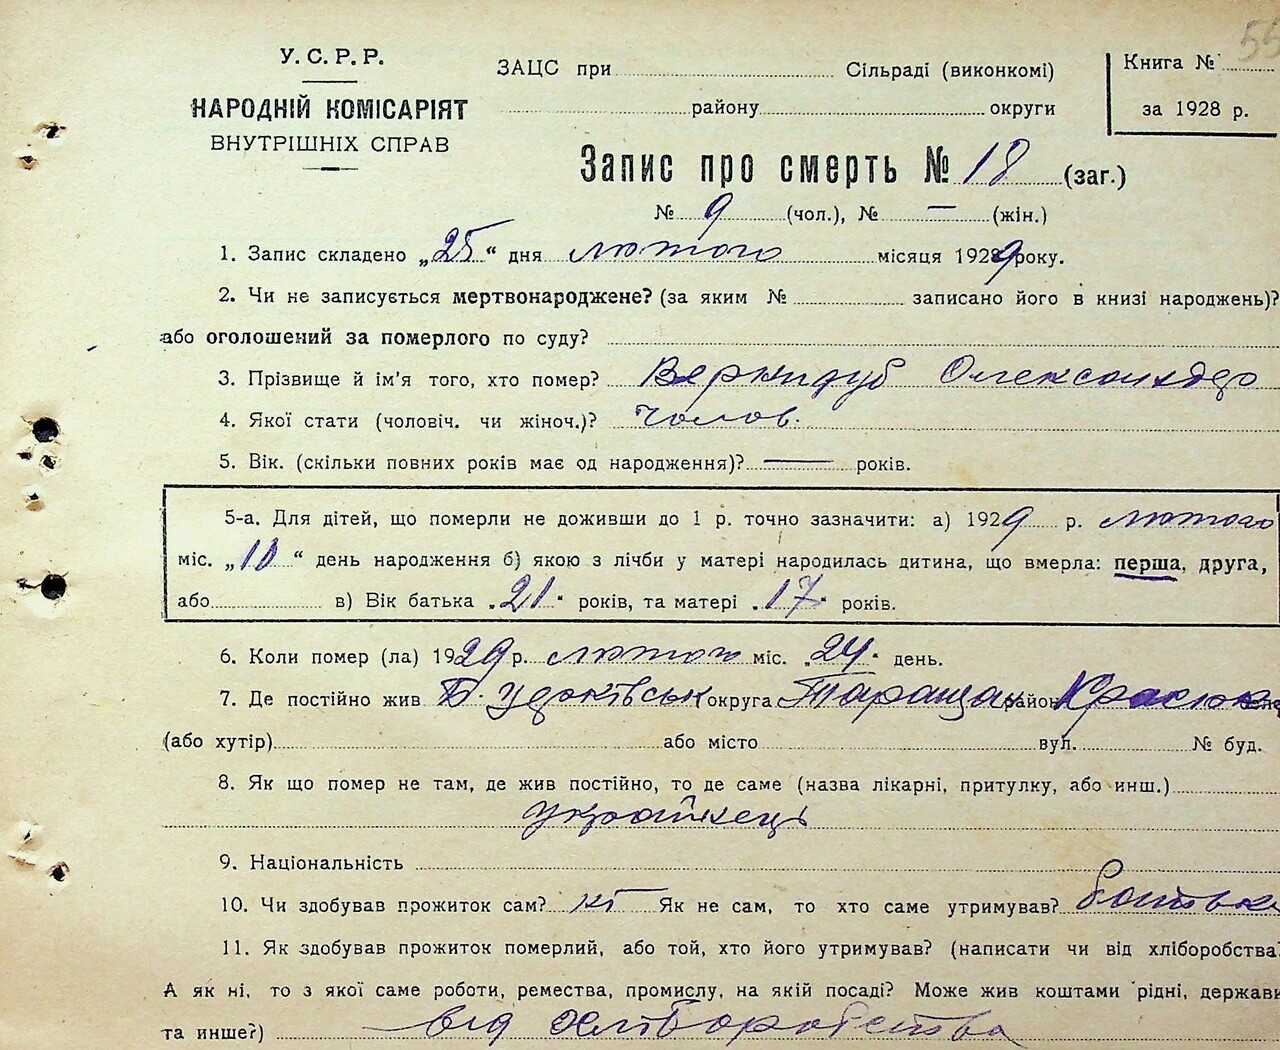 55
У. С. Р. Р.
НАРОДНІЙ КОМІСАРІЯТ
ВНУТРІШНІХ СПРАВ
ЗАЦС при Сільраді (виконкомі)
району округи
Книга №
за 1928 р.
Запис про смерть № 18 (заг.)
№ 9 (чол.), № — (жін.)
1. Запис складено „25“ дня лютого місяця 1929 року.
2. Чи не записується мертвонароджене? (за яким № записано його в книзі народжень)?
або оголошений за померлого по суду?
3. Прізвище й ім'я того, хто помер? Вернидуб Олександр
4. Якої стати (чоловіч. чи жіноч.)? чолов.
5. Вік. (скільки повних років має од народження)? — років.
5-а. Для дітей, що померли не доживши до 1 р. точно зазначити: а) 1929 р. лютого
міс. „10“ день народження б) якою з лічби у матері народилась дитина, що вмерла: перша, друга,
або в) Вік батька „21“ років, та матері „17“ років.
6. Коли помер (ла) 1929 р. лютого міс. „24“ день.
7. Де постійно жив округа Тараща район
(або хутір) або місто вул. № буд.
8. Як що помер не там, де жив постійно, то де саме (назва лікарні, притулку, або инш.)
українець
9. Національність
10. Чи здобував прожиток сам? ні Як не сам, то хто саме утримував? батько
11. Як здобував прожиток померлий, або той, хто його утримував? (написати чи від хліборобства?
А як ні, то з якої саме роботи, ремества, промислу, на якій посаді? Може жив коштами рідні, держави
та инше?) від хліборобства